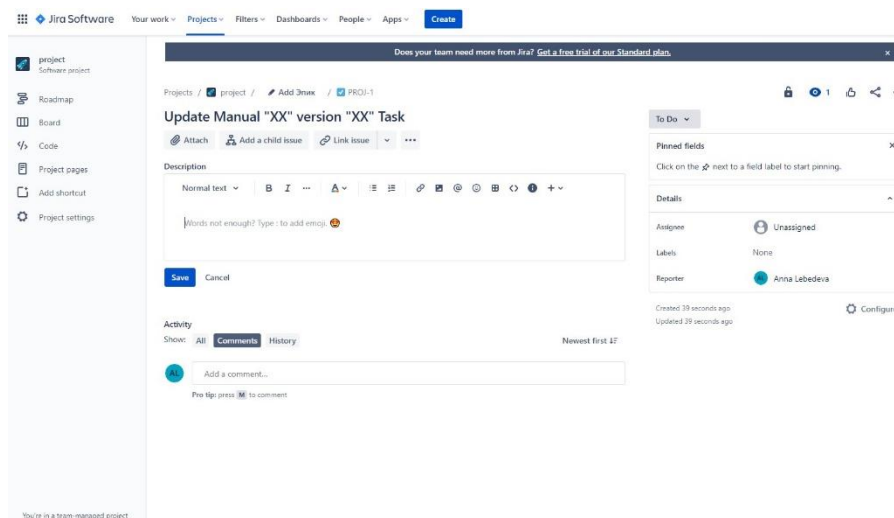 Jira Software Your work Projects Filters Dashboards People Apps Create
Does your team need more from Jira? Get a free trial of our Standard plan.
project
Software project
Roadmap
Board
Code
Project pages
Add shortcut
Project settings
You're in a team-managed project
Projects / project / Add Эпик / PROJ-1
1
Update Manual "XX" version "XX" Task
Attach Add a child issue Link issue
Description
Normal text B I A
Words not enough? Type : to add emoji.
Save Cancel
Activity
Show: All Comments History Newest first
AL Add a comment...
Pro tip: press M to comment
To Do
Pinned fields
Click on the next to a field label to start pinning.
Details
Assignee Unassigned
Labels None
Reporter AL Anna Lebedeva
Created 39 seconds ago
Updated 39 seconds ago
Configure